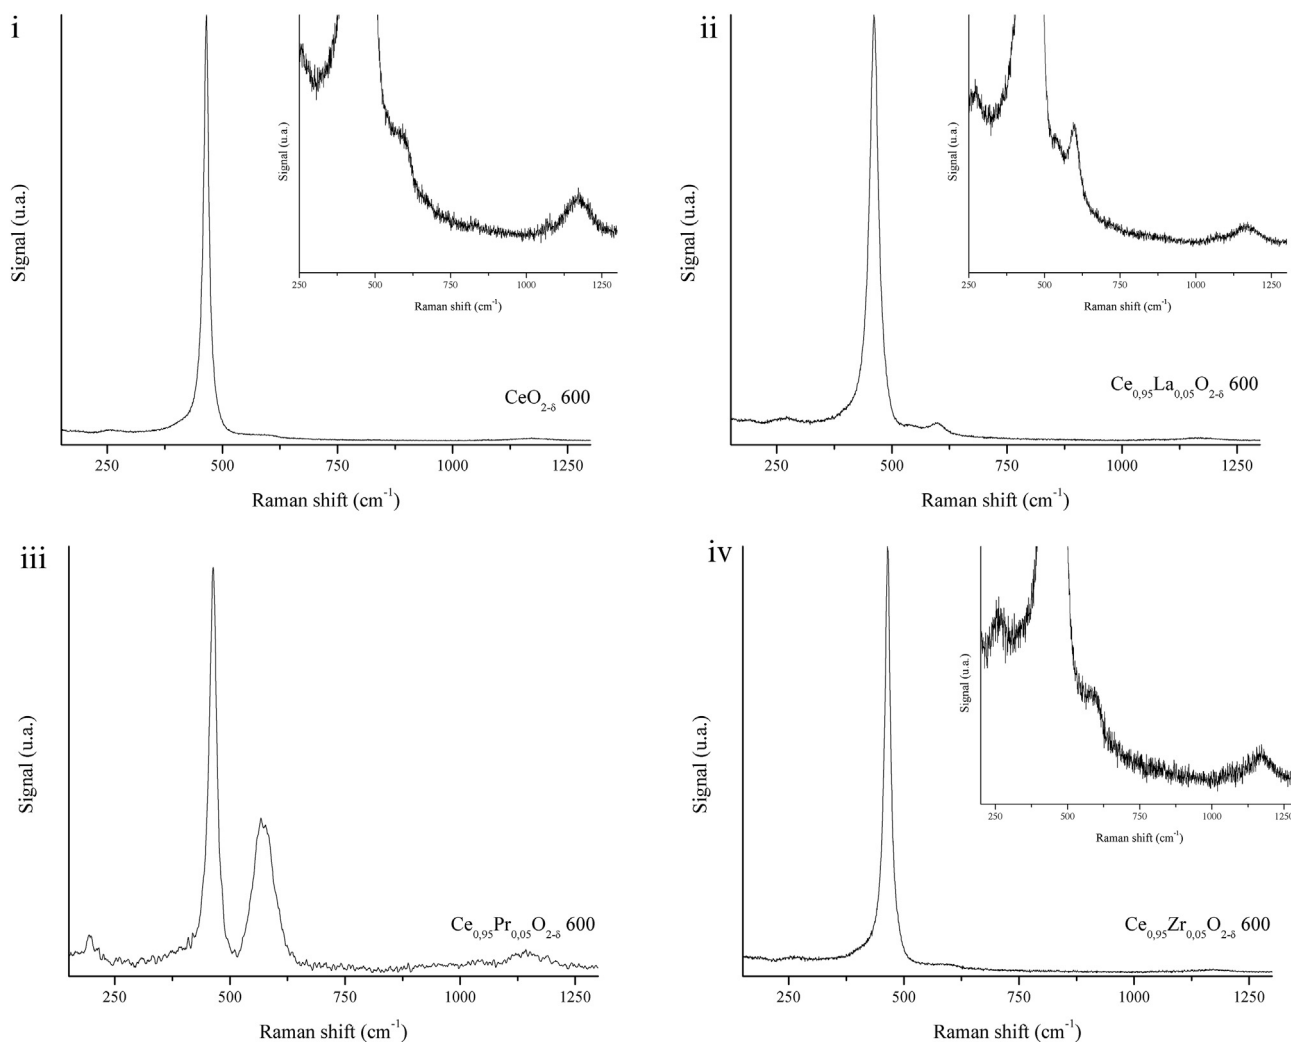 i
Signal (u.a.)
Signal (u.a.)
250 500 750 1000 1250
Raman shift (cm⁻¹)
CeO₂₋δ 600
250 500 750 1000 1250
Raman shift (cm⁻¹)
ii
Signal (u.a.)
Signal (u.a.)
250 500 750 1000 1250
Raman shift (cm⁻¹)
Ce₀,₉₅La₀,₀₅O₂₋δ 600
250 500 750 1000 1250
Raman shift (cm⁻¹)
iii
Signal (u.a.)
Ce₀,₉₅Pr₀,₀₅O₂₋δ 600
250 500 750 1000 1250
Raman shift (cm⁻¹)
iv
Signal (u.a.)
Signal (u.a.)
250 500 750 1000 1250
Raman shift (cm⁻¹)
Ce₀,₉₅Zr₀,₀₅O₂₋δ 600
250 500 750 1000 1250
Raman shift (cm⁻¹)